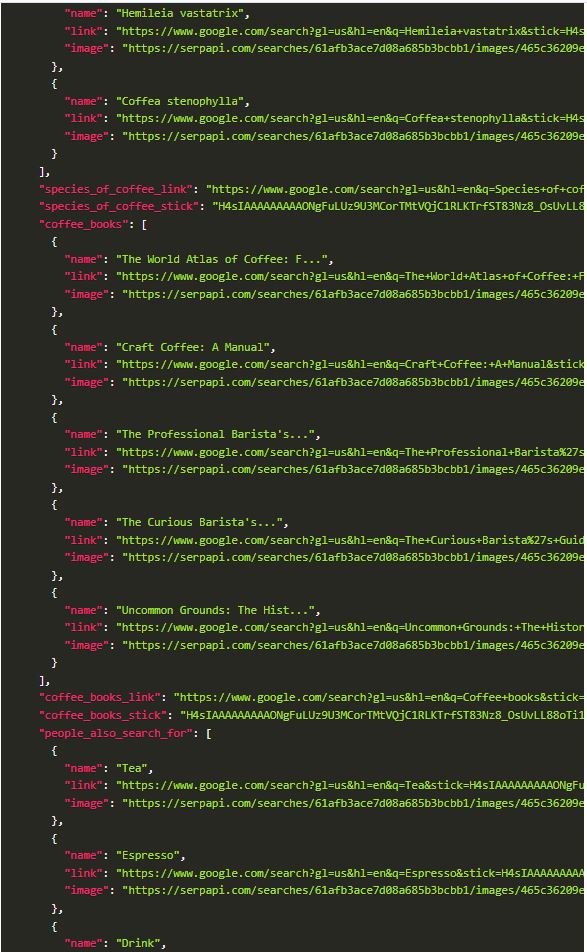 "name": "Hemileia vastatrix",
"link": "https://www.google.com/search?gl=us&hl=en&q=Hemileia+vastatrix&stick=H4s
"image": "https://serpapi.com/searches/61afb3ace7d08a685b3bcbb1/images/465c36209e
},
{
"name": "Coffea stenophylla",
"link": "https://www.google.com/search?gl=us&hl=en&q=Coffea+stenophylla&stick=H4s
"image": "https://serpapi.com/searches/61afb3ace7d08a685b3bcbb1/images/465c36209e
}
],
"species_of_coffee_link": "https://www.google.com/search?gl=us&hl=en&q=Species+of+cof
"species_of_coffee_stick": "H4sIAAAAAAAAAONgFuLUz9U3MCorTMtVQjC1RLKTrfST83Nz8_OsUvLL8
"coffee_books": [
{
"name": "The World Atlas of Coffee: F...",
"link": "https://www.google.com/search?gl=us&hl=en&q=The+World+Atlas+of+Coffee:+F
"image": "https://serpapi.com/searches/61afb3ace7d08a685b3bcbb1/images/465c36209e
},
{
"name": "Craft Coffee: A Manual",
"link": "https://www.google.com/search?gl=us&hl=en&q=Craft+Coffee:+A+Manual&stick
"image": "https://serpapi.com/searches/61afb3ace7d08a685b3bcbb1/images/465c36209e
},
{
"name": "The Professional Barista's...",
"link": "https://www.google.com/search?gl=us&hl=en&q=The+Professional+Barista%27s
"image": "https://serpapi.com/searches/61afb3ace7d08a685b3bcbb1/images/465c36209e
},
{
"name": "The Curious Barista's...",
"link": "https://www.google.com/search?gl=us&hl=en&q=The+Curious+Barista%27s+Guid
"image": "https://serpapi.com/searches/61afb3ace7d08a685b3bcbb1/images/465c36209e
},
{
"name": "Uncommon Grounds: The Hist...",
"link": "https://www.google.com/search?gl=us&hl=en&q=Uncommon+Grounds:+The+Histor
"image": "https://serpapi.com/searches/61afb3ace7d08a685b3bcbb1/images/465c36209e
}
],
"coffee_books_link": "https://www.google.com/search?gl=us&hl=en&q=Coffee+books&stick=
"coffee_books_stick": "H4sIAAAAAAAAAONgFuLUz9U3MCorTMtVQjC1RLKTrfST83Nz8_OsUvLL88oTi1
"people_also_search_for": [
{
"name": "Tea",
"link": "https://www.google.com/search?gl=us&hl=en&q=Tea&stick=H4sIAAAAAAAAAONgFu
"image": "https://serpapi.com/searches/61afb3ace7d08a685b3bcbb1/images/465c36209e
},
{
"name": "Espresso",
"link": "https://www.google.com/search?gl=us&hl=en&q=Espresso&stick=H4sIAAAAAAAAA
"image": "https://serpapi.com/searches/61afb3ace7d08a685b3bcbb1/images/465c36209e
},
{
"name": "Drink",